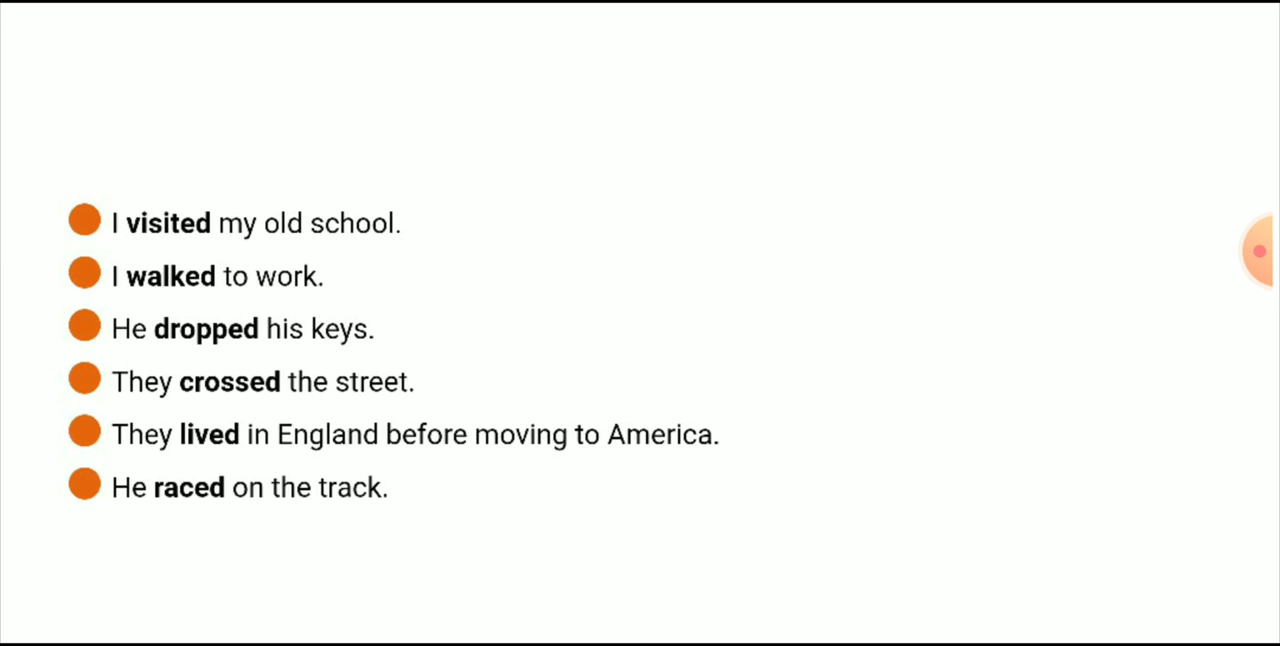 I visited my old school.
I walked to work.
He dropped his keys.
They crossed the street.
They lived in England before moving to America.
He raced on the track.